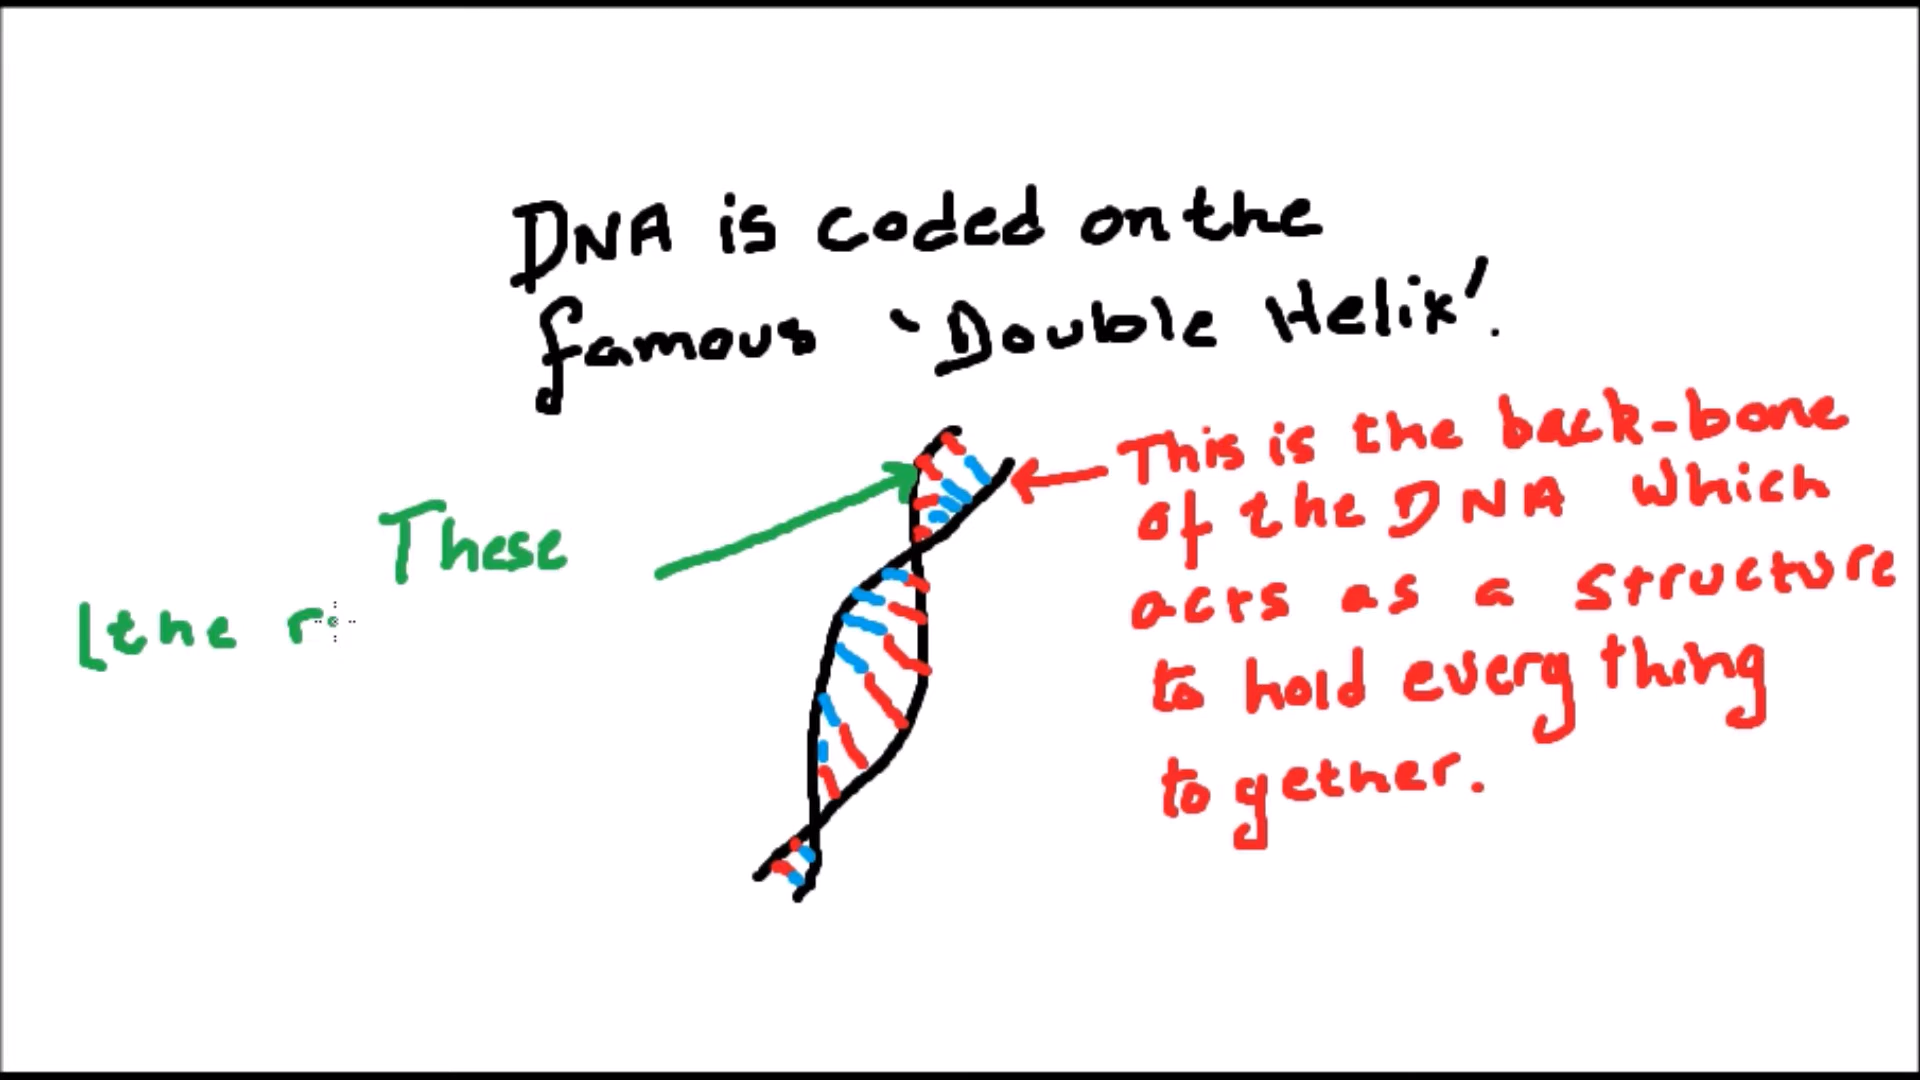 DNA is coded on the
famous 'Double Helix'.
This is the back-bone
of the DNA which
acts as a structure
to hold every thing
together.
These
(the r